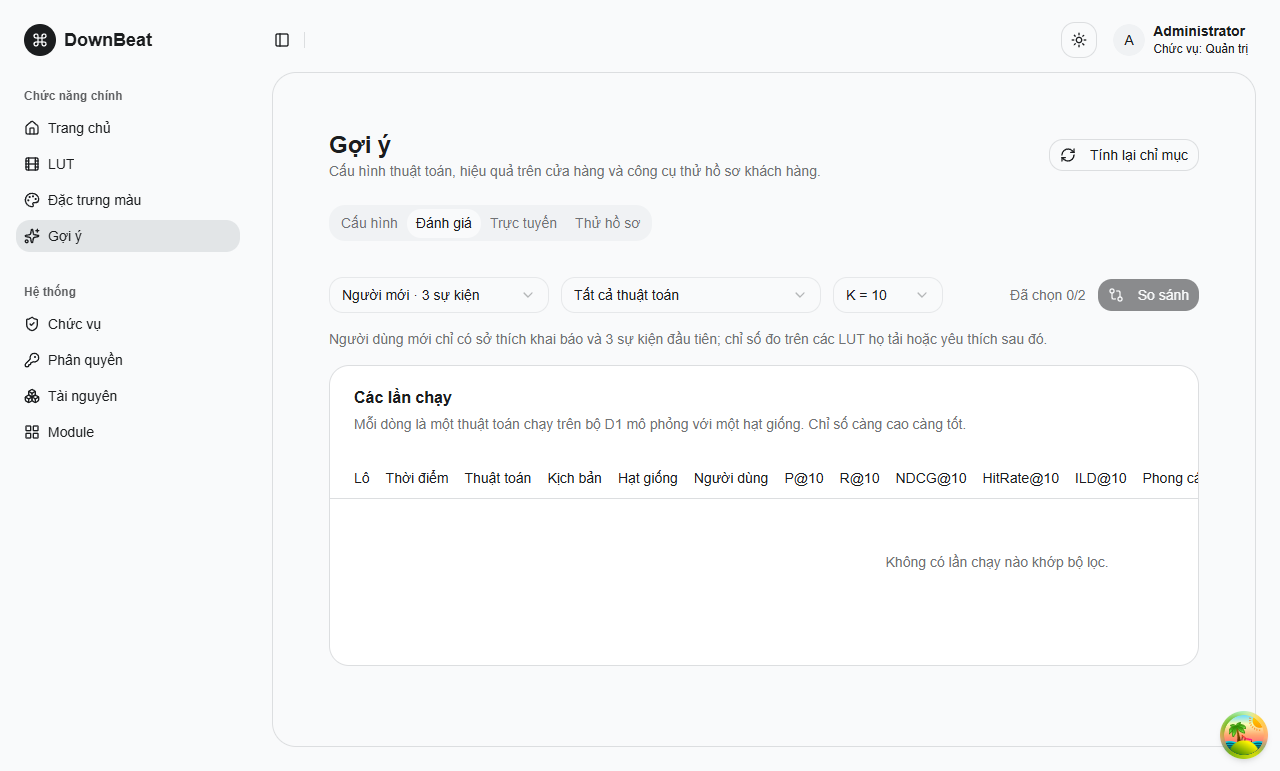 DownBeat
Administrator
A
Chức vụ: Quản trị
Chức năng chính
Trang chủ
LUT
Đặc trưng màu
Gợi ý
Hệ thống
Chức vụ
Phân quyền
Tài nguyên
Module
Gợi ý
Cấu hình thuật toán, hiệu quả trên cửa hàng và công cụ thử hồ sơ khách hàng.
Tính lại chỉ mục
Cấu hình Đánh giá Trực tuyến Thử hồ sơ
Người mới · 3 sự kiện Tất cả thuật toán K = 10 Đã chọn 0/2 So sánh
Người dùng mới chỉ có sở thích khai báo và 3 sự kiện đầu tiên; chỉ số đo trên các LUT họ tải hoặc yêu thích sau đó.
Các lần chạy
Mỗi dòng là một thuật toán chạy trên bộ D1 mô phỏng với một hạt giống. Chỉ số càng cao càng tốt.
Lô Thời điểm Thuật toán Kịch bản Hạt giống Người dùng P@10 R@10 NDCG@10 HitRate@10 ILD@10 Phong
Không có lần chạy nào khớp bộ lọc.